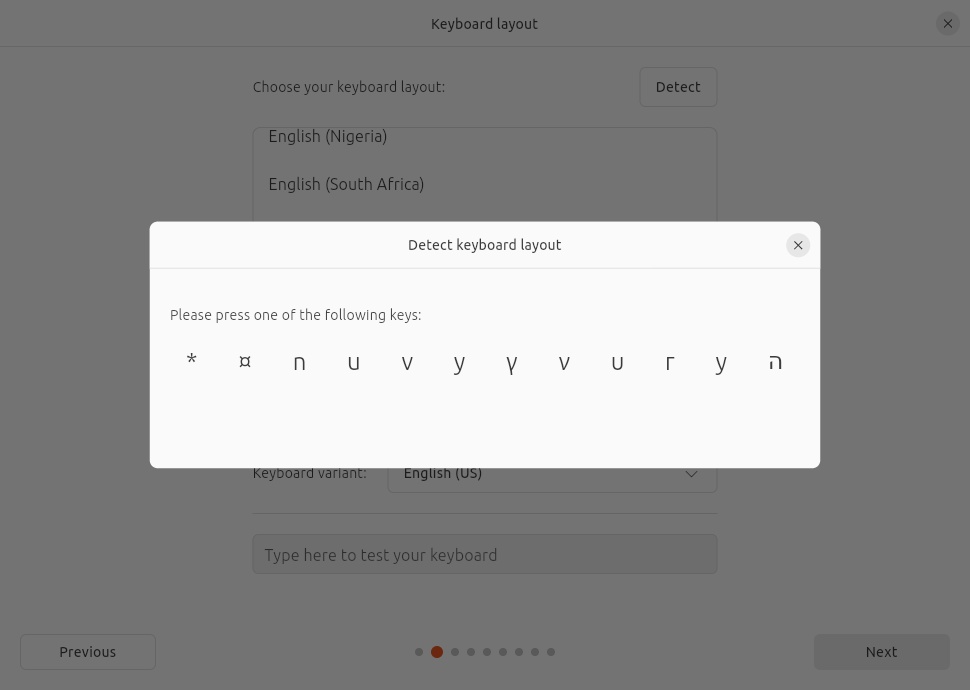 Keyboard layout
Choose your keyboard layout:
Detect
English (Nigeria)
English (South Africa)
Detect keyboard layout
Please press one of the following keys:
* ¤ п u v y γ ν u г у ה
Keyboard variant:
English (US)
Type here to test your keyboard
Previous
Next